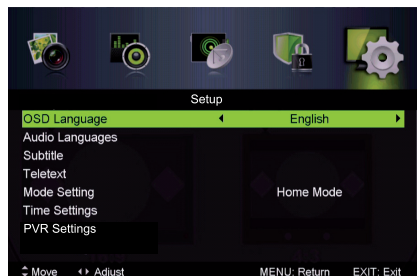 Setup
OSD Language English
Audio Languages
Subtitle
Teletext
Mode Setting Home Mode
Time Settings
PVR Settings
Move Adjust MENU: Return EXIT: Exit